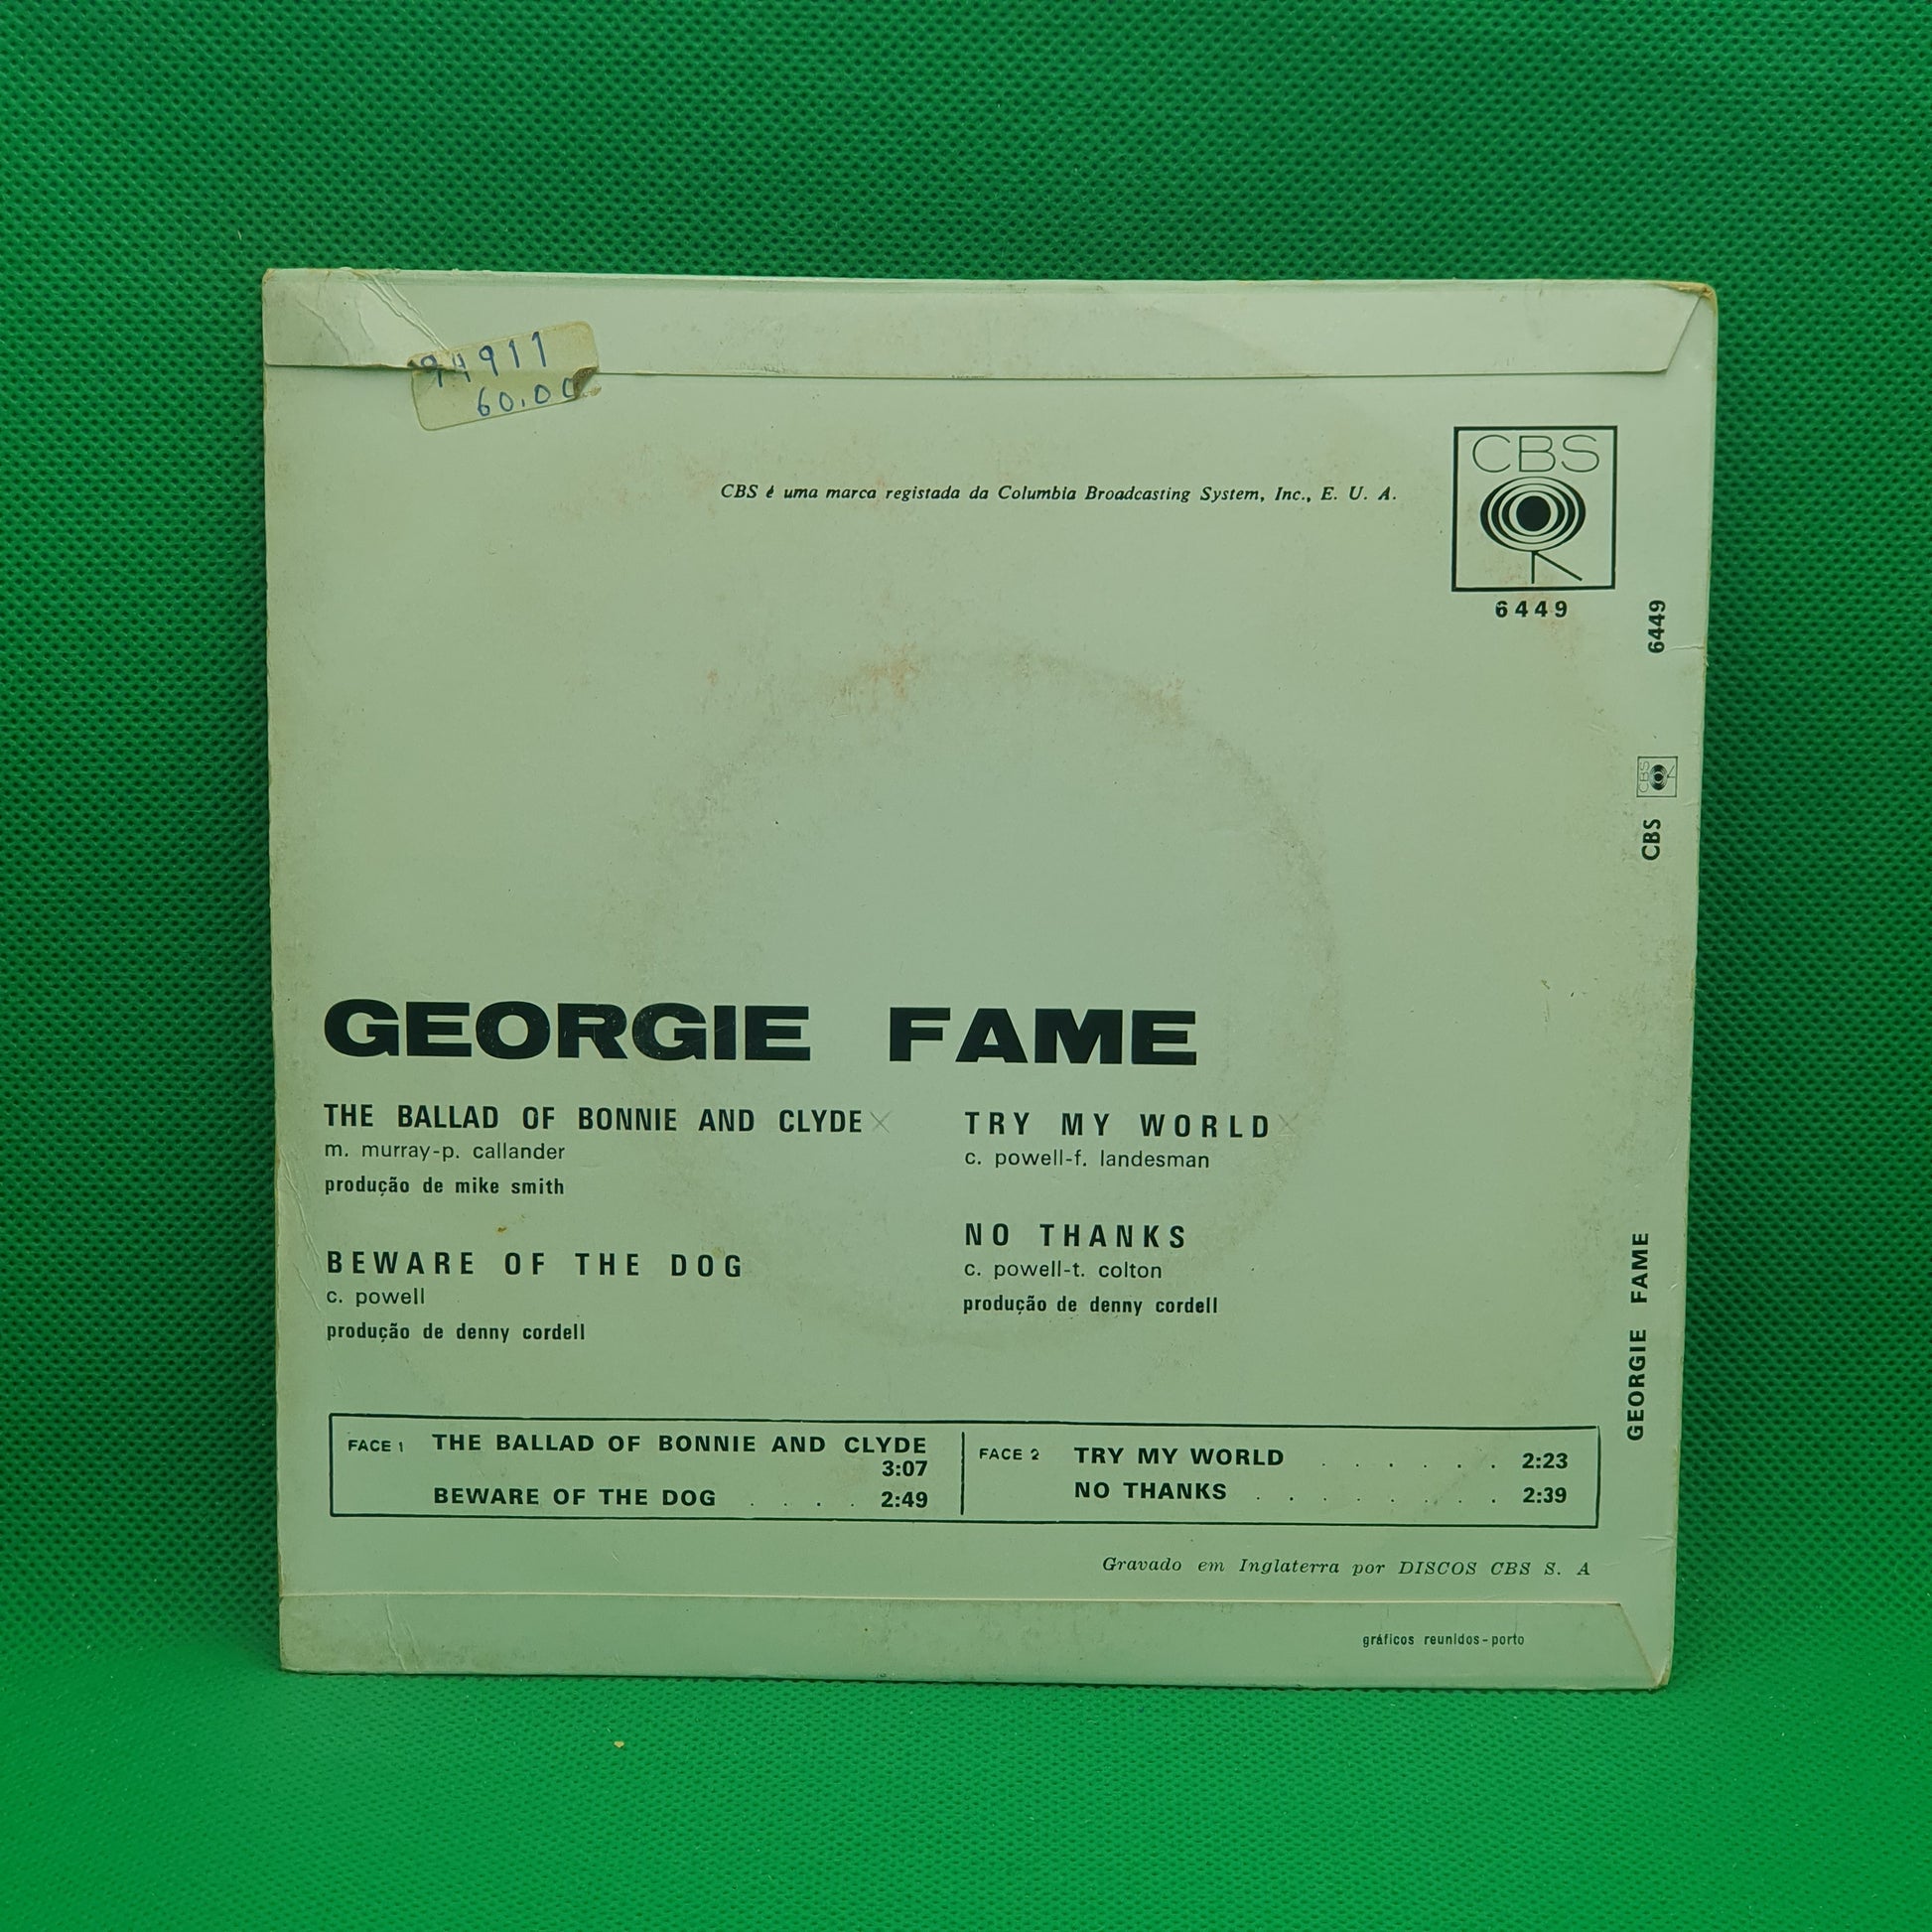 94911
60.00
CBS é uma marca registada da Columbia Broadcasting System, Inc., E. U. A.
CBS
6449
6449
CBS
CBS
GEORGIE FAME
GEORGIE FAME
THE BALLAD OF BONNIE AND CLYDE
m. murray-p. callander
produção de mike smith
BEWARE OF THE DOG
c. powell
produção de denny cordell
TRY MY WORLD
c. powell-f. landesman
NO THANKS
c. powell-t. colton
produção de denny cordell
FACE 1 THE BALLAD OF BONNIE AND CLYDE
3:07
BEWARE OF THE DOG . . . . 2:49
FACE 2 TRY MY WORLD . . . . . . 2:23
NO THANKS . . . . . . . . 2:39
Gravado em Inglaterra por DISCOS CBS S. A
gráficos reunidos-porto